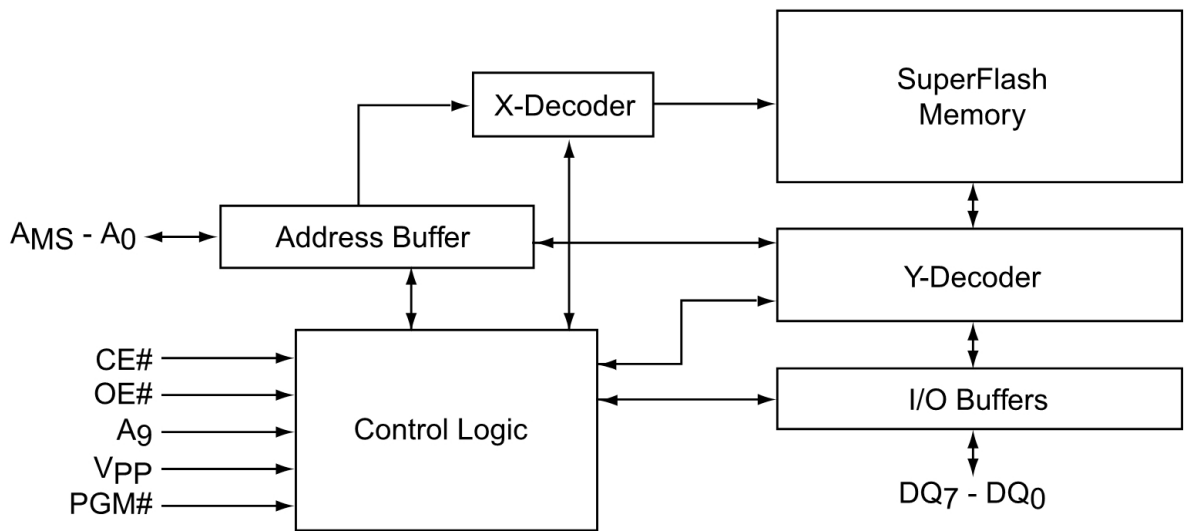 SuperFlash
Memory
X-Decoder
AMS - A0
Address Buffer
Y-Decoder
CE#
OE#
A9
VPP
PGM#
Control Logic
I/O Buffers
DQ7 - DQ0